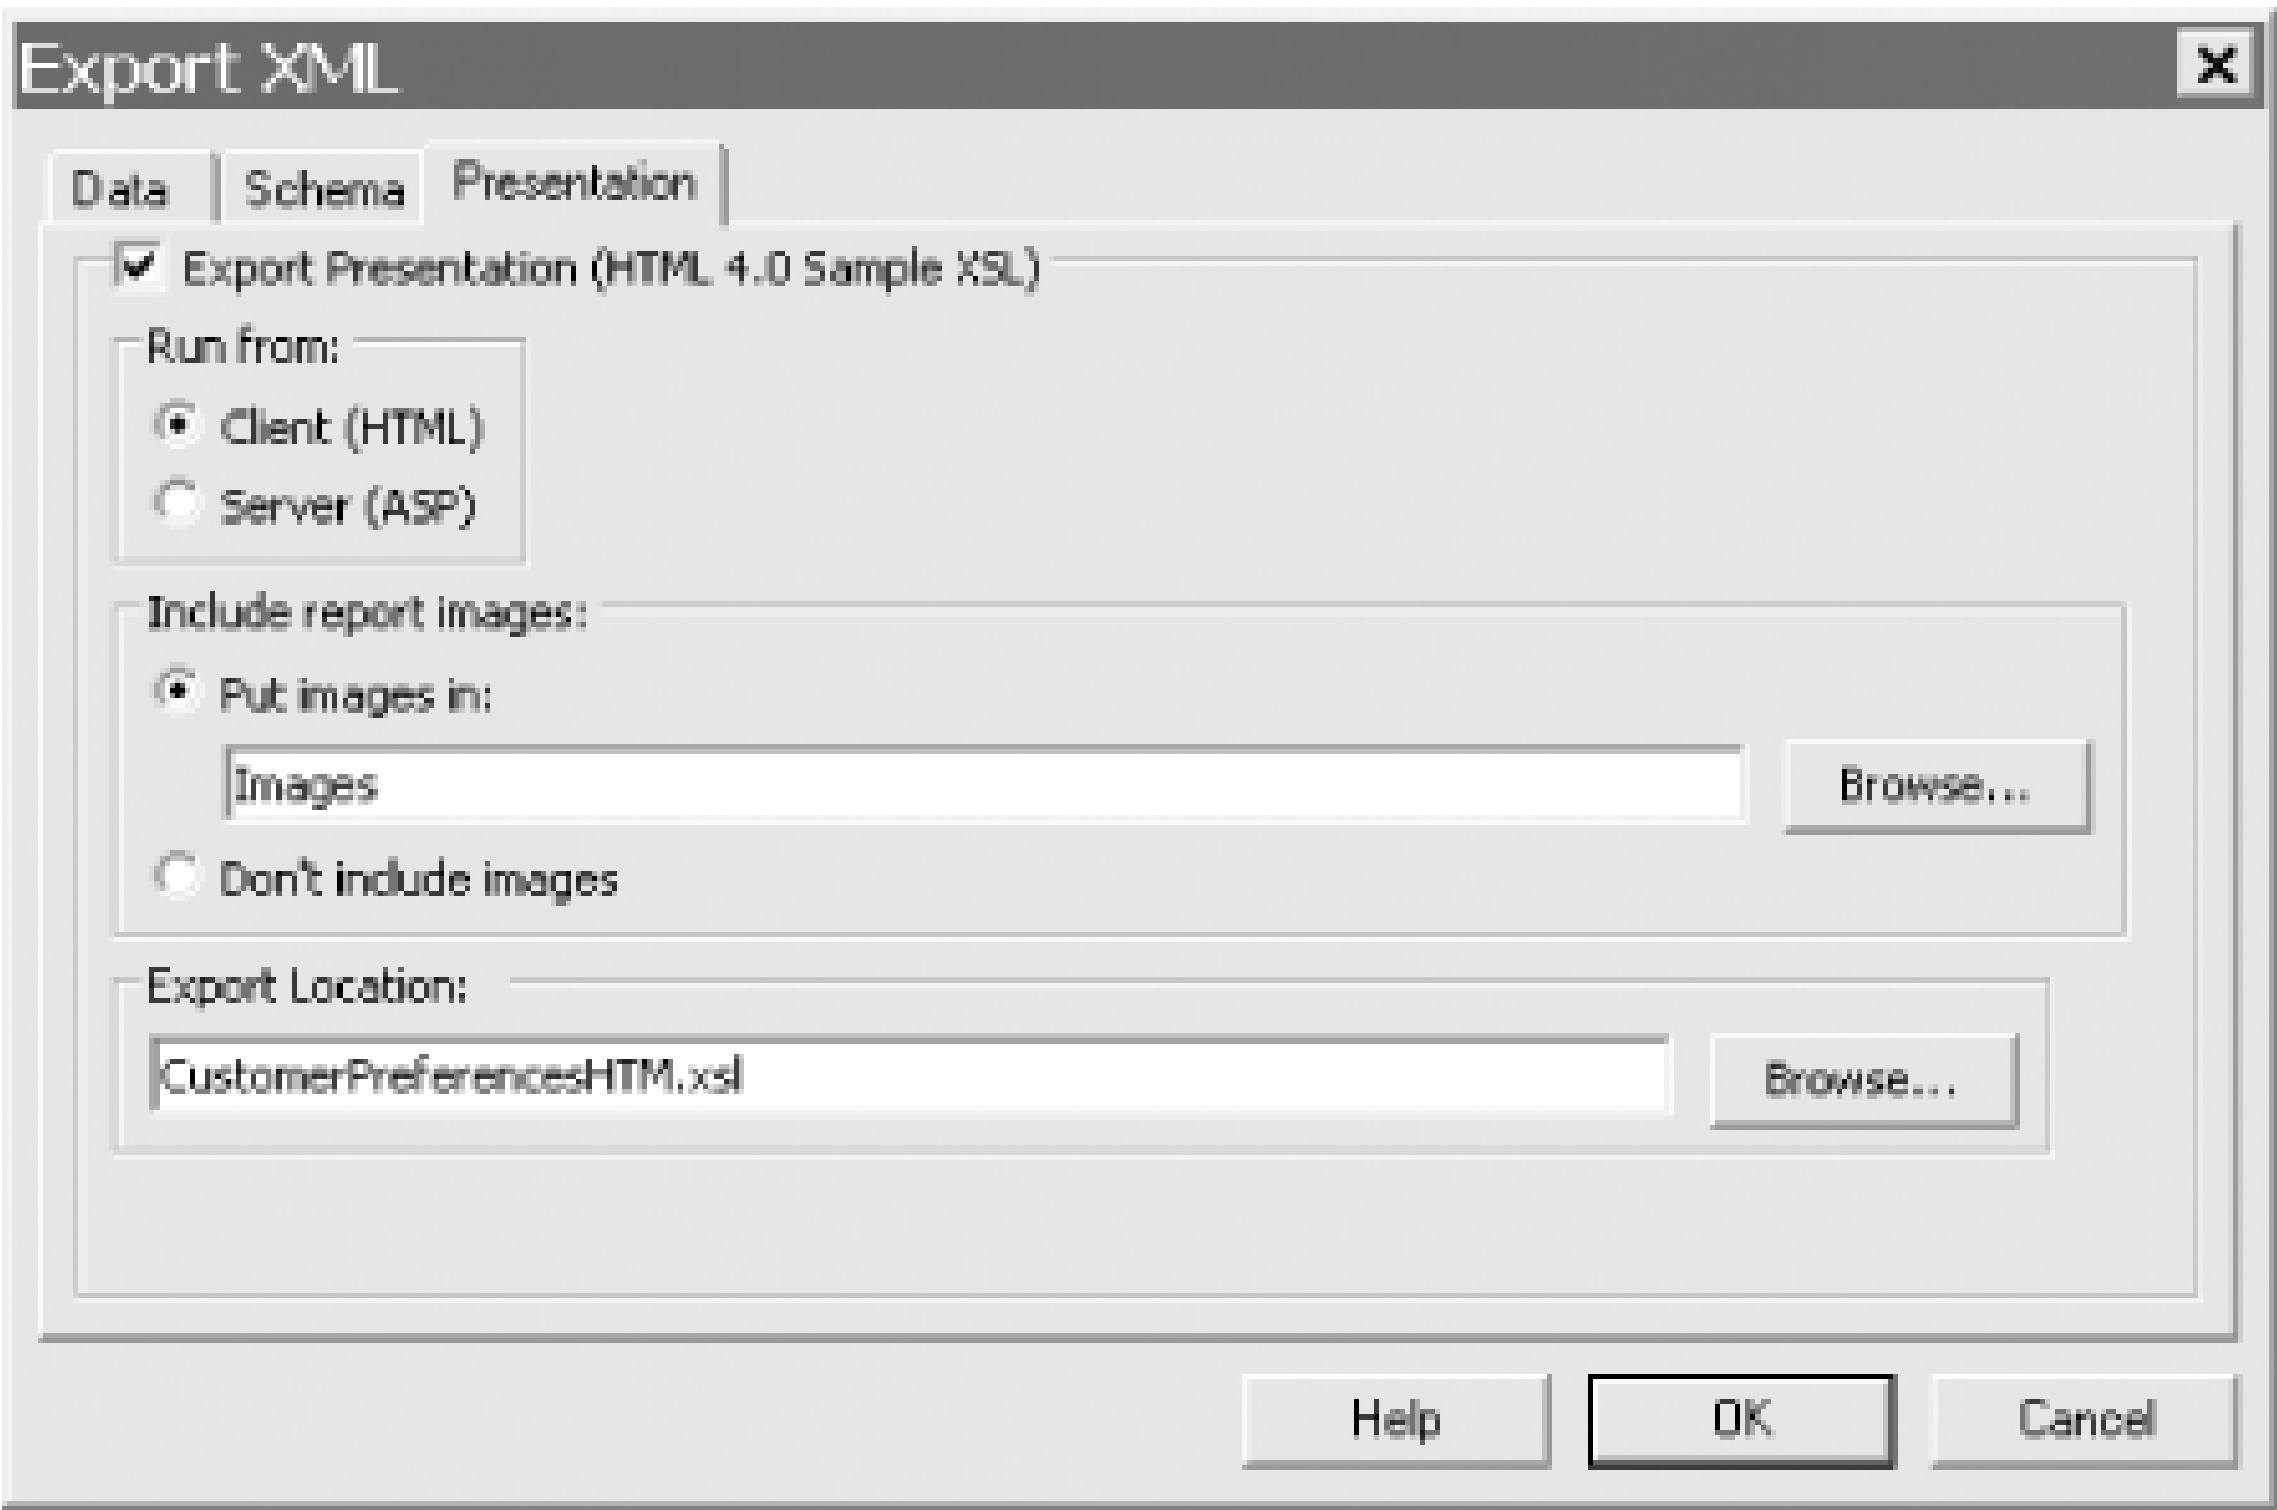 Export XML
Data Schema Presentation
Export Presentation (HTML 4.0 Sample XSL)
Run from:
Client (HTML)
Server (ASP)
Include report images:
Put images in:
Images Browse...
Don't include images
Export Location:
CustomerPreferencesHTM.xsl Browse...
Help OK Cancel